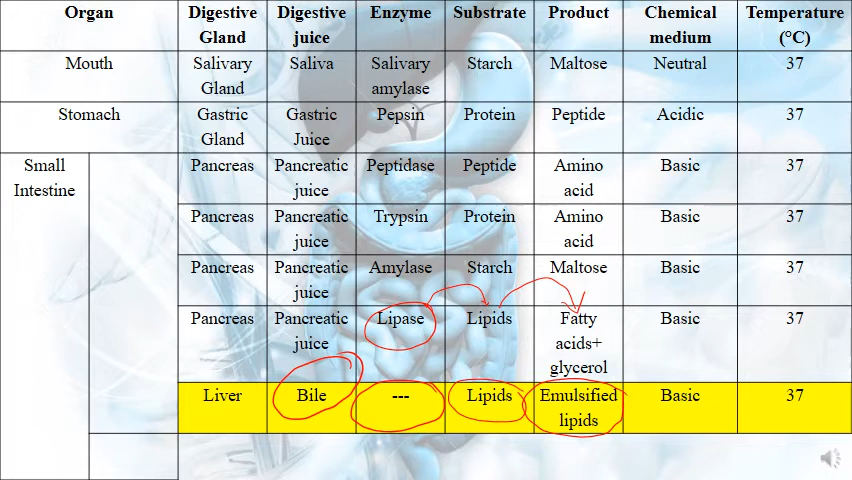 Organ Digestive Gland Digestive juice Enzyme Substrate Product Chemical medium Temperature (°C)
Mouth Salivary Gland Saliva Salivary amylase Starch Maltose Neutral 37
Stomach Gastric Gland Gastric Juice Pepsin Protein Peptide Acidic 37
Small Intestine Pancreas Pancreatic juice Peptidase Peptide Amino acid Basic 37
Pancreas Pancreatic juice Trypsin Protein Amino acid Basic 37
Pancreas Pancreatic juice Amylase Starch Maltose Basic 37
Pancreas Pancreatic juice Lipase Lipids Fatty acids+ glycerol Basic 37
Liver Bile --- Lipids Emulsified lipids Basic 37